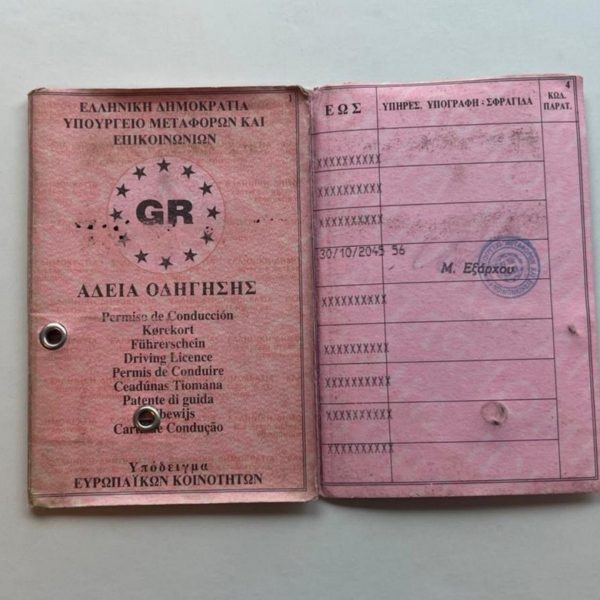 1
ΕΛΛΗΝΙΚΗ ΔΗΜΟΚΡΑΤΙΑ
ΥΠΟΥΡΓΕΙΟ ΜΕΤΑΦΟΡΩΝ ΚΑΙ
ΕΠΙΚΟΙΝΩΝΙΩΝ
GR
ΑΔΕΙΑ ΟΔΗΓΗΣΗΣ
Permiso de Conducción
Kørekort
Führerschein
Driving Licence
Permis de Conduire
Ceadúnas Tiomána
Patente di guida
bewijs
Carta de Condução
Υπόδειγμα
ΕΥΡΩΠΑΪΚΩΝ ΚΟΙΝΟΤΗΤΩΝ
4
ΕΩΣ ΥΠΗΡΕΣ, ΥΠΟΓΡΑΦΗ - ΣΦΡΑΓΙΔΑ ΚΩΔ. ΠΑΡΑΤ.
XXXXXXXXXX
XXXXXXXXXX
XXXXXXXXXX
30/10/2045 56
Μ. Εξάρχου
XXXXXXXXXX
XXXXXXXXXX
XXXXXXXXXX
XXXXXXXXXX
XXXXXXXXXX